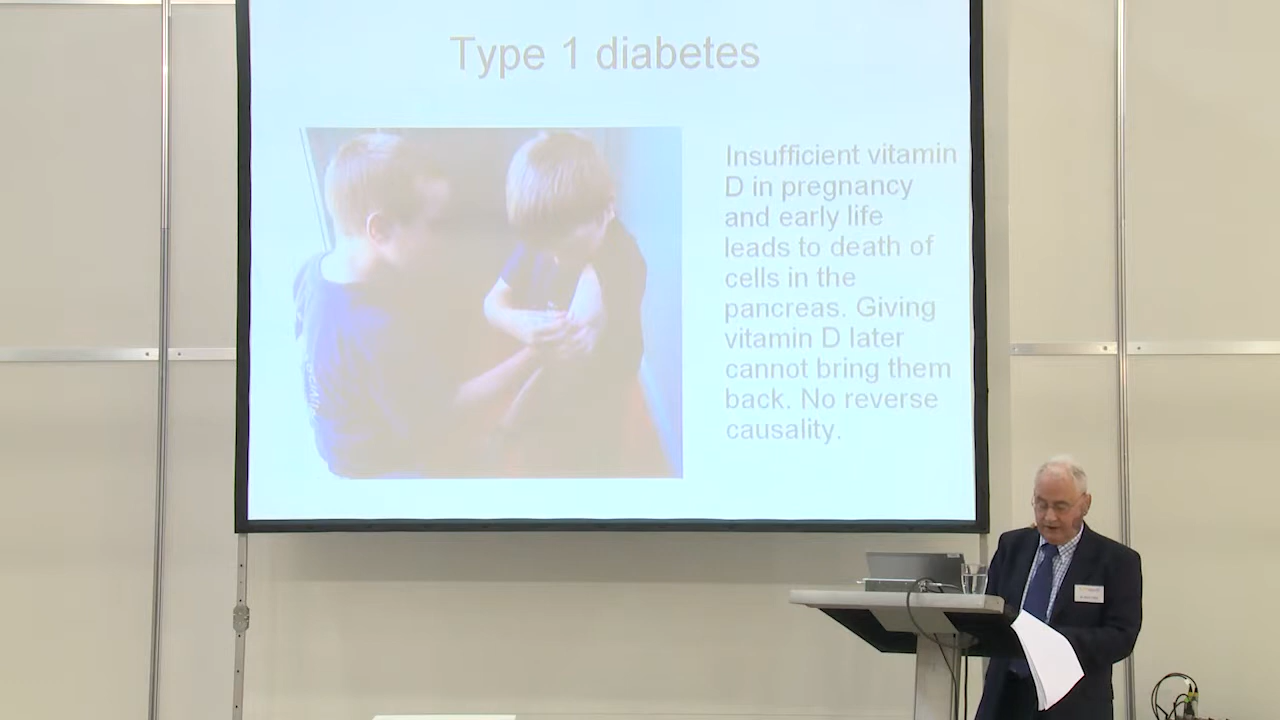 Type 1 diabetes
Insufficient vitamin
D in pregnancy
and early life
leads to death of
cells in the
pancreas. Giving
vitamin D later
cannot bring them
back. No reverse
causality.